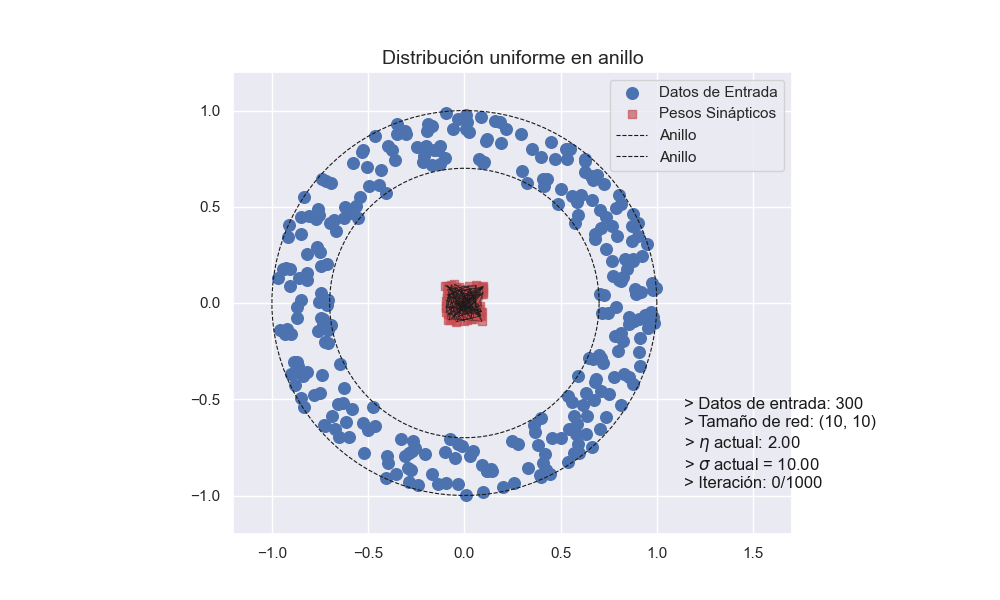 Distribución uniforme en anillo
Datos de Entrada
Pesos Sinápticos
Anillo
Anillo
1.0
0.5
0.0
−0.5
−1.0
> Datos de entrada: 300
> Tamaño de red: (10, 10)
> η actual: 2.00
> σ actual = 10.00
> Iteración: 0/1000
−1.0 −0.5 0.0 0.5 1.0 1.5